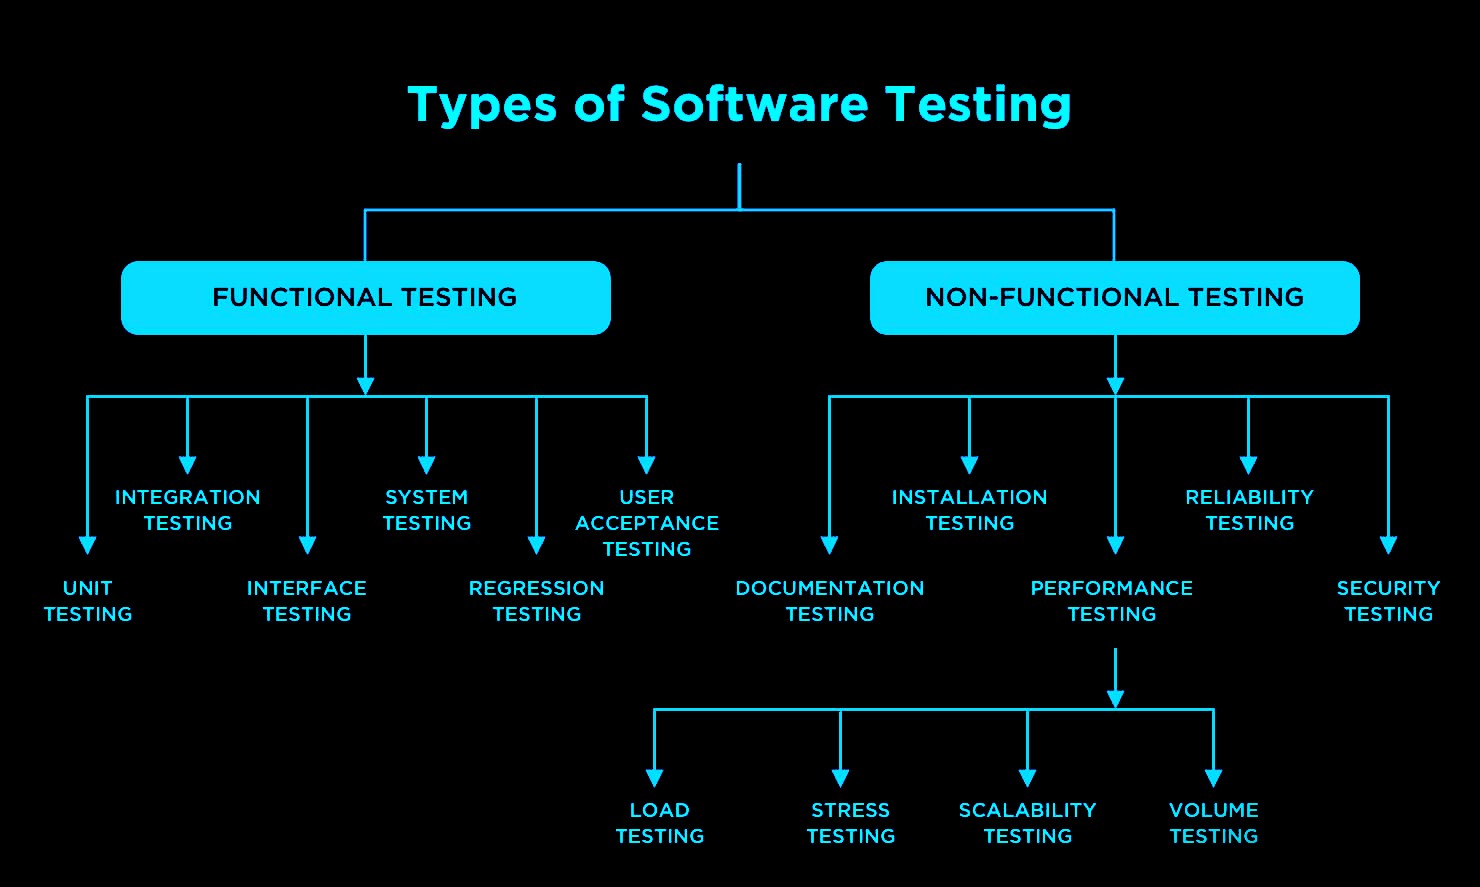 Types of Software Testing
FUNCTIONAL TESTING
NON-FUNCTIONAL TESTING
INTEGRATION
TESTING
SYSTEM
TESTING
USER
ACCEPTANCE
TESTING
INSTALLATION
TESTING
RELIABILITY
TESTING
UNIT
TESTING
INTERFACE
TESTING
REGRESSION
TESTING
DOCUMENTATION
TESTING
PERFORMANCE
TESTING
SECURITY
TESTING
LOAD
TESTING
STRESS
TESTING
SCALABILITY
TESTING
VOLUME
TESTING